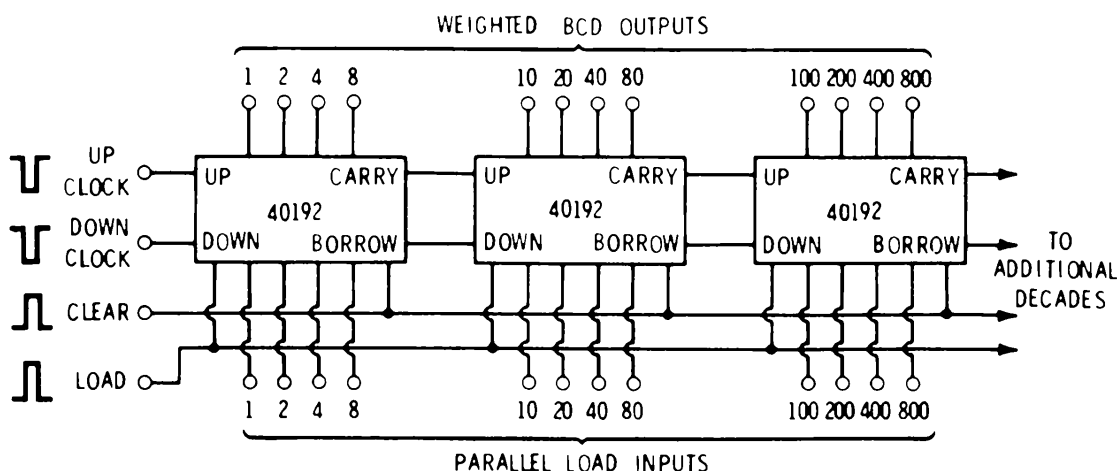 WEIGHTED BCD OUTPUTS
1 2 4 8 10 20 40 80 100 200 400 800
UP CLOCK
UP CARRY UP CARRY UP CARRY
40192 40192 40192
DOWN CLOCK
DOWN BORROW DOWN BORROW DOWN BORROW
TO
ADDITIONAL
DECADES
CLEAR
LOAD
1 2 4 8 10 20 40 80 100 200 400 800
PARALLEL LOAD INPUTS